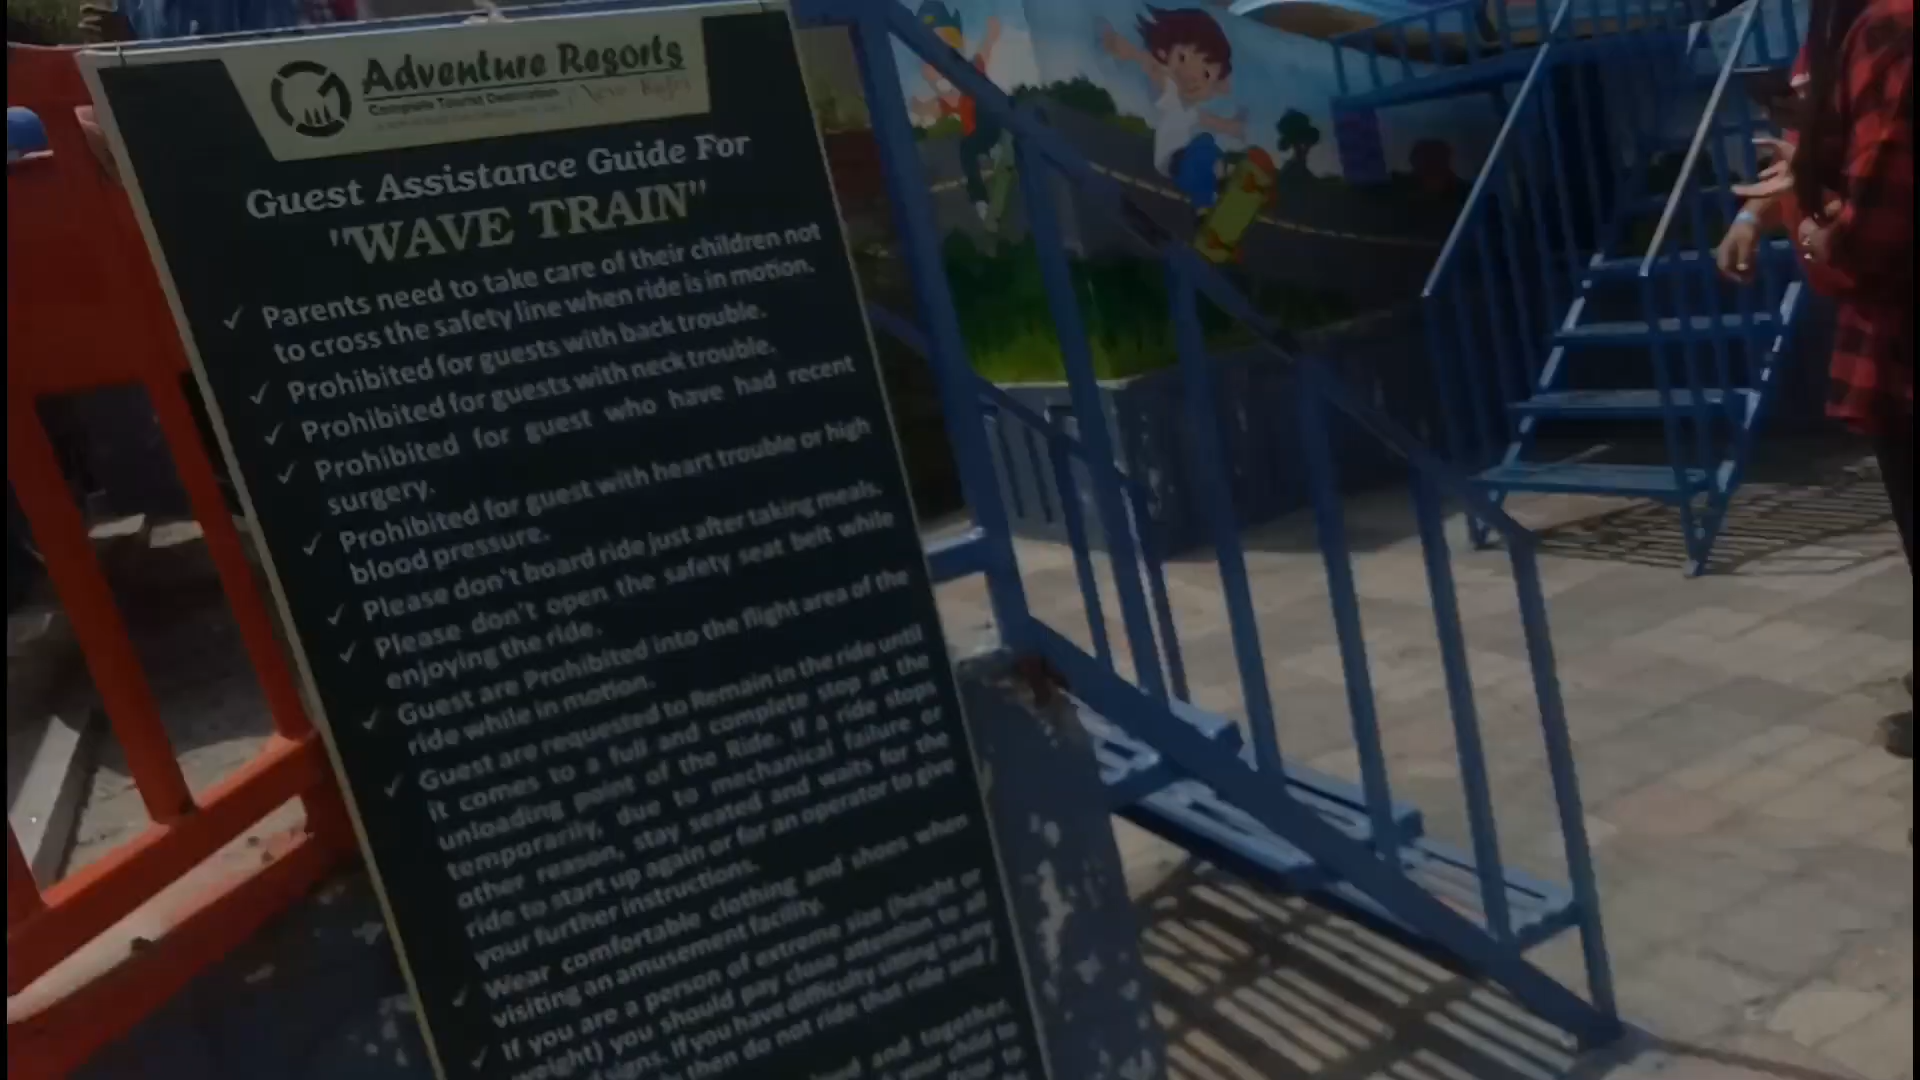 Adventure Resorts
Complete Tourist Destination
Guest Assistance Guide For
"WAVE TRAIN"
✓ Parents need to take care of their children not
to cross the safety line when ride is in motion.
✓ Prohibited for guests with back trouble.
✓ Prohibited for guests with neck trouble.
✓ Prohibited for guest who have had recent
surgery.
✓ Prohibited for guest with heart trouble or high
blood pressure.
✓ Please don't board ride just after taking meals.
✓ Please don't open the safety seat belt while
enjoying the ride.
✓ Guest are Prohibited into the flight area of the
ride while in motion.
✓ Guest are requested to Remain in the ride until
it comes to a full and complete stop at the
unloading point of the Ride. If a ride stops
temporarily, due to mechanical failure or
other reason, stay seated and waits for the
ride to start up again or for an operator to give
your further instructions.
✓ Wear comfortable clothing and shoes when
visiting an amusement facility.
✓ If you are a person of extreme size (height or
weight) you should pay close attention to all
signs. If you have difficulty sitting in any
then do not ride that ride and /
and together.
your child to